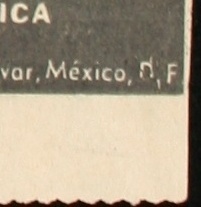 ICA
var, México, D, F